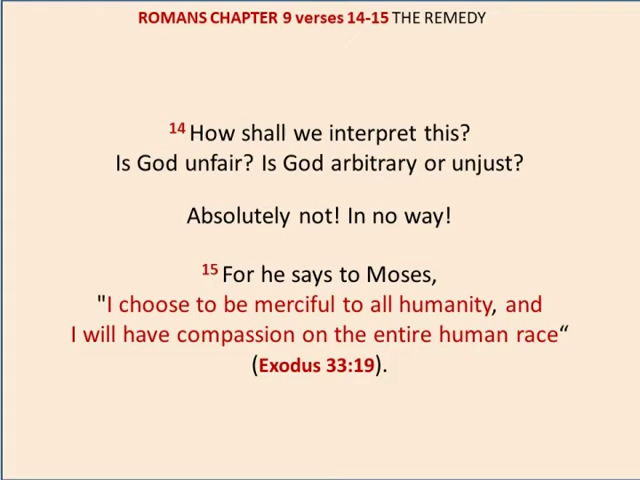 ROMANS CHAPTER 9 verses 14-15 THE REMEDY
14 How shall we interpret this?
Is God unfair? Is God arbitrary or unjust?
Absolutely not! In no way!
15 For he says to Moses,
"I choose to be merciful to all humanity, and
I will have compassion on the entire human race“
(Exodus 33:19).